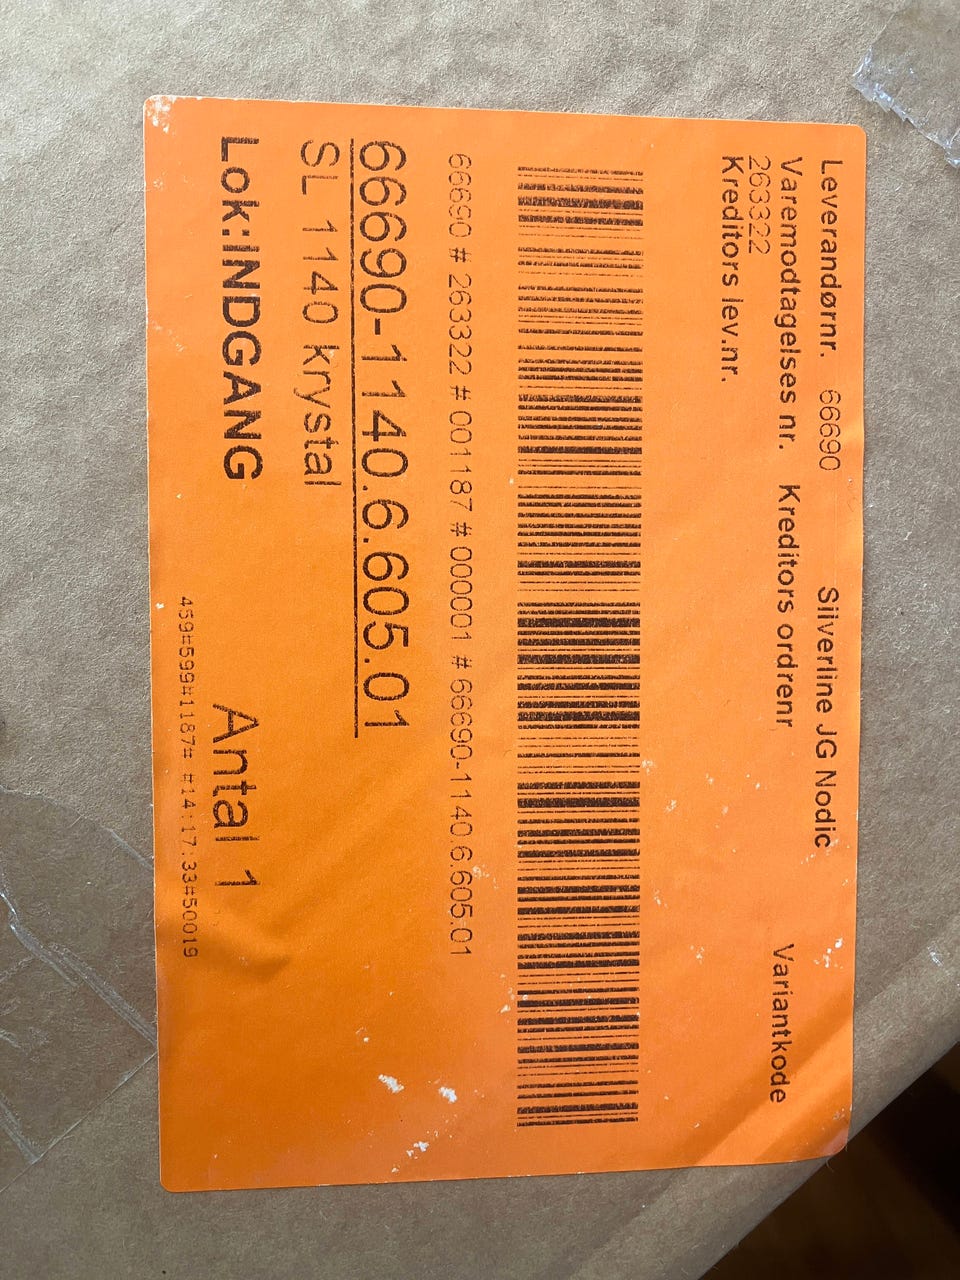 Leverandørnr. 66690 Silverline JG Nodic
Varemodtagelses nr. Kreditors ordrenr Variantkode
263322
Kreditors lev.nr.
66690 # 263322 # 001187 # 000001 # 66690-1140.6.605.01
66690-1140.6.605.01
SL 1140 Krystal
Lok:INDGANG Antal 1
459#599#1187# #14:17:33#50019